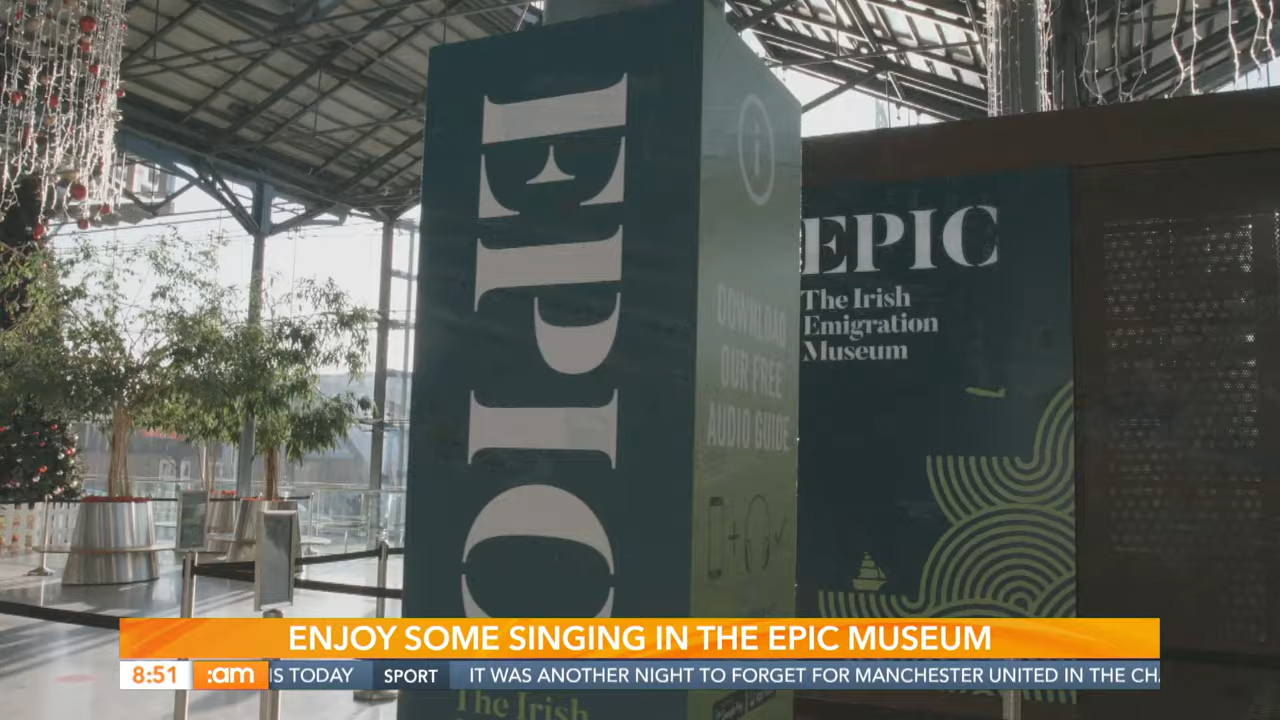 EPIC
i
DOWNLOAD
OUR FREE
AUDIO GUIDE
EPIC
The Irish
Emigration
Museum
ENJOY SOME SINGING IN THE EPIC MUSEUM
8:51 :am IS TODAY SPORT IT WAS ANOTHER NIGHT TO FORGET FOR MANCHESTER UNITED IN THE CHA
The Irish